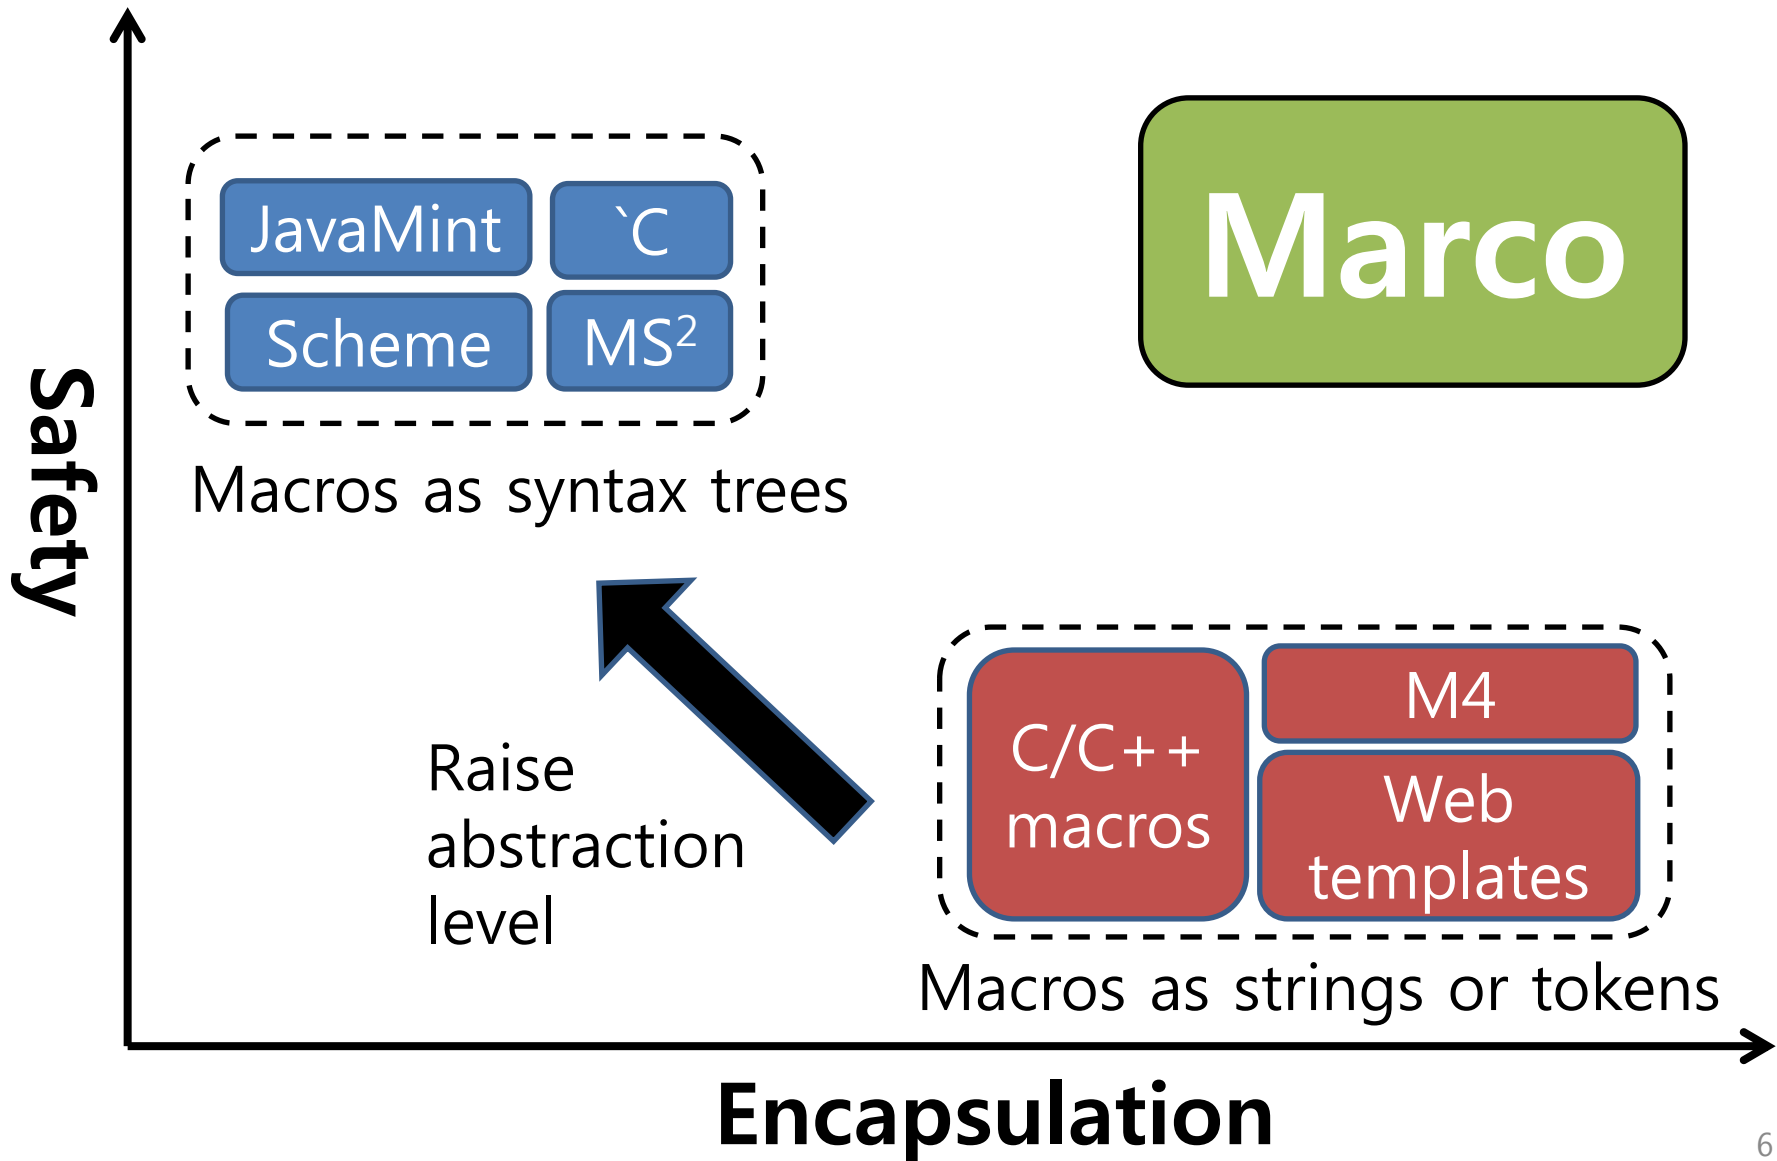 Safety
JavaMint
`C
Scheme
MS²
Macros as syntax trees
Marco
Raise
abstraction
level
C/C++
macros
M4
Web
templates
Macros as strings or tokens
Encapsulation
6